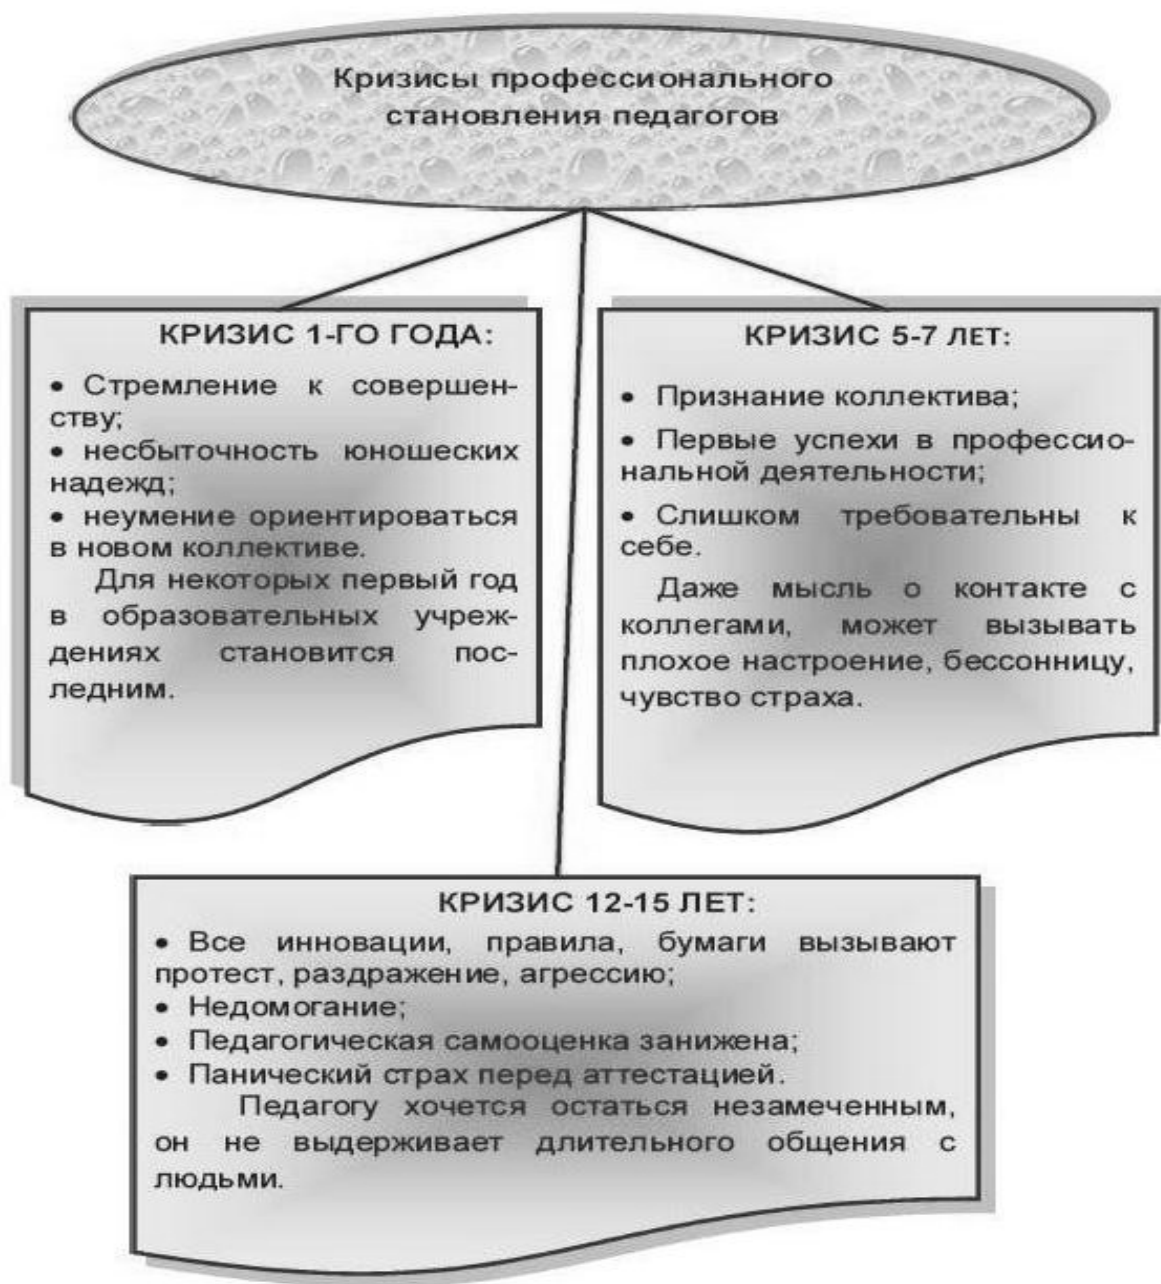 Кризисы профессионального
становления педагогов
КРИЗИС 1-ГО ГОДА:
• Стремление к совершен-
ству;
• несбыточность юношеских
надежд;
• неумение ориентироваться
в новом коллективе.
Для некоторых первый год
в образовательных учреж-
дениях становится пос-
ледним.
КРИЗИС 5-7 ЛЕТ:
• Признание коллектива;
• Первые успехи в профессио-
нальной деятельности;
• Слишком требовательны к
себе.
Даже мысль о контакте с
коллегами, может вызывать
плохое настроение, бессонницу,
чувство страха.
КРИЗИС 12-15 ЛЕТ:
• Все инновации, правила, бумаги вызывают
протест, раздражение, агрессию;
• Недомогание;
• Педагогическая самооценка занижена;
• Панический страх перед аттестацией.
Педагогу хочется остаться незамеченным,
он не выдерживает длительного общения с
людьми.